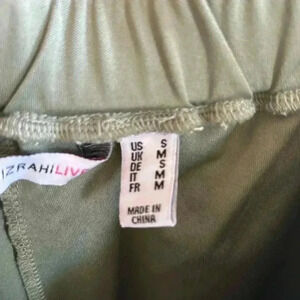 IZRAHILIVE
US S
UK M
DE M
IT M
FR M
MADE IN
CHINA